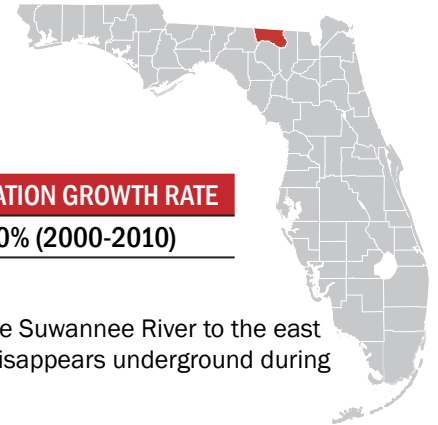 ATION GROWTH RATE
0% (2000-2010)
e Suwannee River to the east
isappears underground during